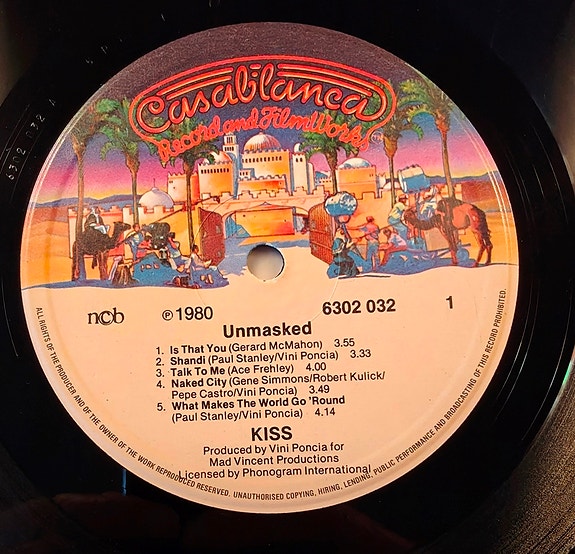 Casablanca
Record and FilmWorks
ncb
℗ 1980
6302 032
1
Unmasked
1. Is That You (Gerard McMahon) 3.55
2. Shandi (Paul Stanley/Vini Poncia) 3.33
3. Talk To Me (Ace Frehley) 4.00
4. Naked City (Gene Simmons/Robert Kulick/
Pepe Castro/Vini Poncia) 3.49
5. What Makes The World Go 'Round
(Paul Stanley/Vini Poncia) 4.14
KISS
Produced by Vini Poncia for
Mad Vincent Productions
Licensed by Phonogram International
ALL RIGHTS OF THE PRODUCER AND OF THE OWNER OF THE WORK REPRODVCED RESERVED. UNAUTHORISED COPYING, HIRING, LENDING, PUBLIC PERFORMANCE AND BROADCASTING OF THIS RECORD PROHIBITED.